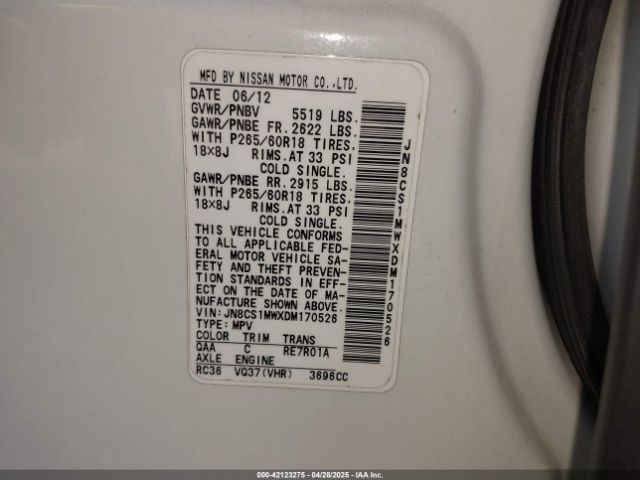 MFD BY NISSAN MOTOR CO.,LTD.
DATE 06/12
GVWR/PNBV 5519 LBS.
GAWR/PNBE FR. 2622 LBS.
WITH P265/60R18 TIRES,
18×8J RIMS. AT 33 PSI
COLD SINGLE.
GAWR/PNBE RR. 2915 LBS.
WITH P265/60R18 TIRES,
18×8J RIMS. AT 33 PSI
COLD SINGLE.
THIS VEHICLE CONFORMS
TO ALL APPLICABLE FED-
ERAL MOTOR VEHICLE SA-
FETY AND THEFT PREVEN-
TION STANDARDS IN EFF-
ECT ON THE DATE OF MA-
NUFACTURE SHOWN ABOVE.
VIN: JN8CS1MWXDM170526
TYPE: MPV
COLOR TRIM TRANS
QAA C RE7R01A
AXLE ENGINE
RC36 VQ37(VHR) 3696CC
JN8CS1MWXDM170526
000-42123275 - 04/28/2025 - IAA, Inc.